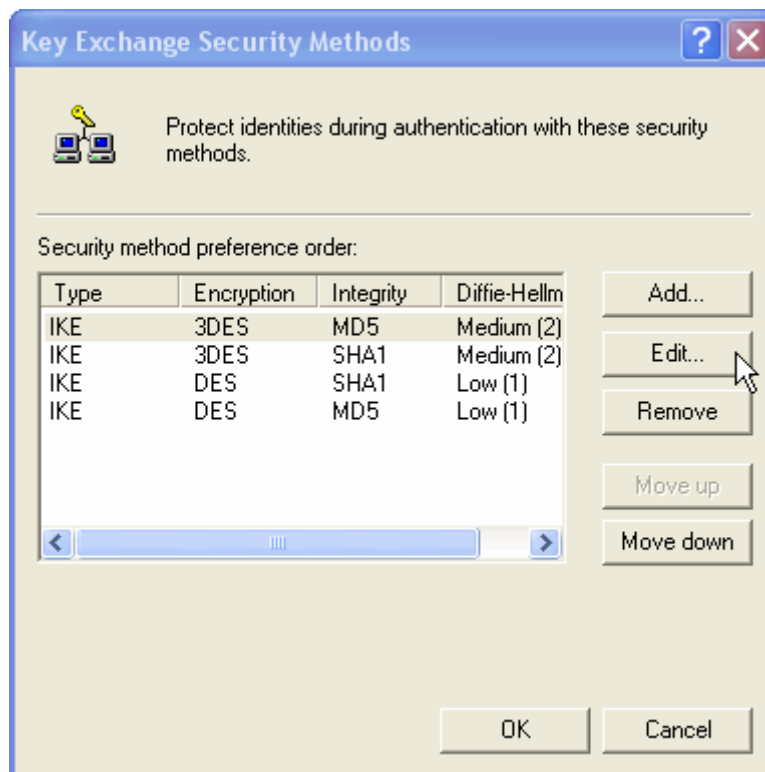 Key Exchange Security Methods
Protect identities during authentication with these security
methods.
Security method preference order:
Type Encryption Integrity Diffie-Hellm
IKE 3DES MD5 Medium (2)
IKE 3DES SHA1 Medium (2)
IKE DES SHA1 Low (1)
IKE DES MD5 Low (1)
Add...
Edit...
Remove
Move up
Move down
OK Cancel